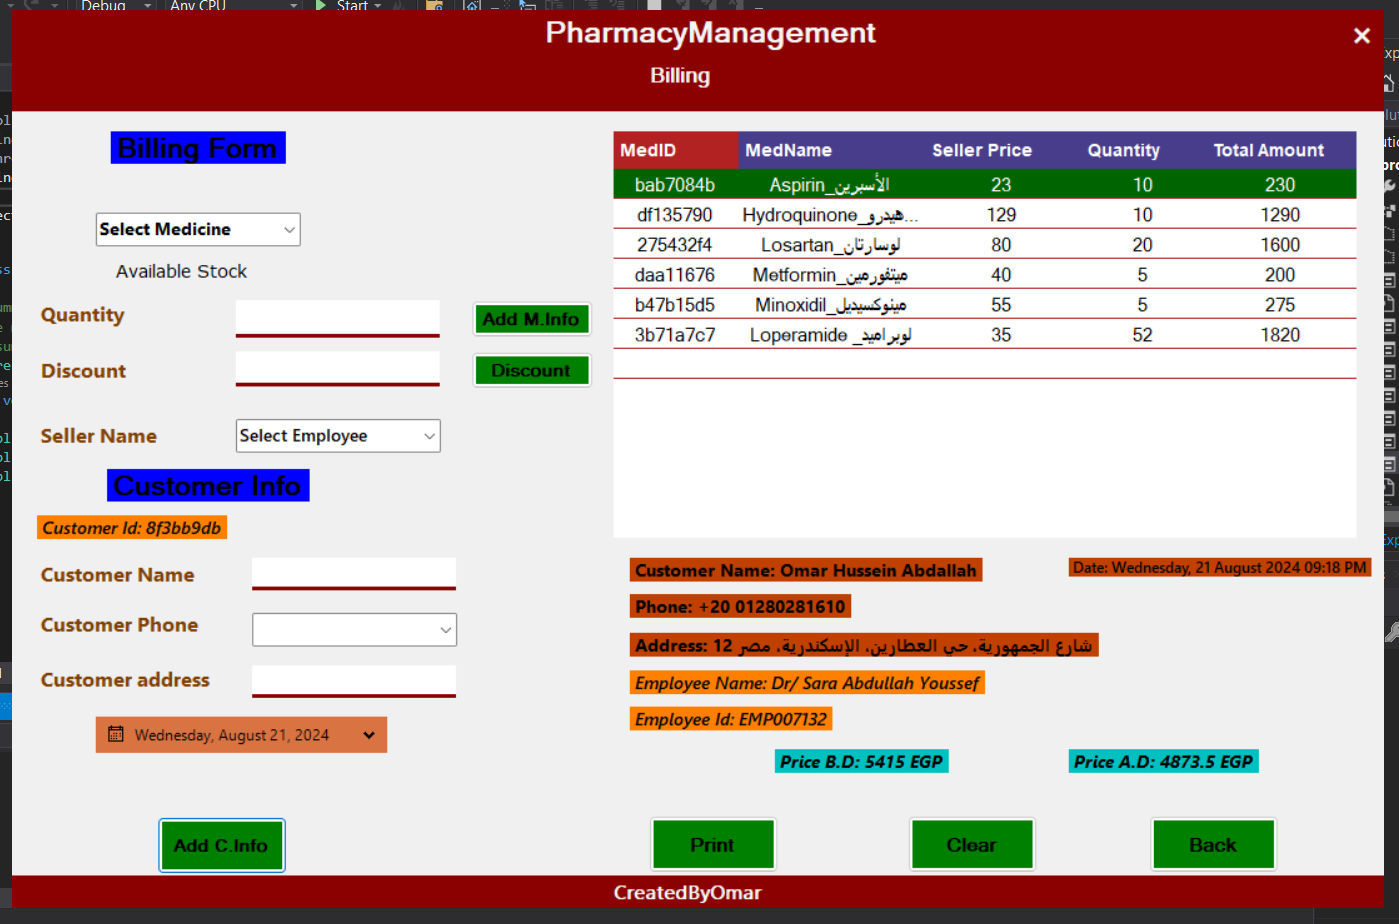 Debug Any CPU Start
PharmacyManagement
Billing
Billing Form
Select Medicine
Available Stock
Quantity
Add M.Info
Discount
Discount
Seller Name
Select Employee
Customer Info
Customer Id: 8f3bb9db
Customer Name
Customer Phone
Customer address
Wednesday, August 21, 2024
Add C.Info
MedID MedName Seller Price Quantity Total Amount
bab7084b Aspirin_الأسبرين 23 10 230
df135790 Hydroquinone_هيدرو... 129 10 1290
275432f4 Losartan_لوسارتان 80 20 1600
daa11676 Metformin_ميتفورمين 40 5 200
b47b15d5 Minoxidil_مينوكسيديل 55 5 275
3b71a7c7 Loperamide _لوبراميد 35 52 1820
Customer Name: Omar Hussein Abdallah
Date: Wednesday, 21 August 2024 09:18 PM
Phone: +20 01280281610
Address: 12 شارع الجمهورية، حي العطارين، الإسكندرية، مصر
Employee Name: Dr/ Sara Abdullah Youssef
Employee Id: EMP007132
Price B.D: 5415 EGP
Price A.D: 4873.5 EGP
Print
Clear
Back
CreatedByOmar